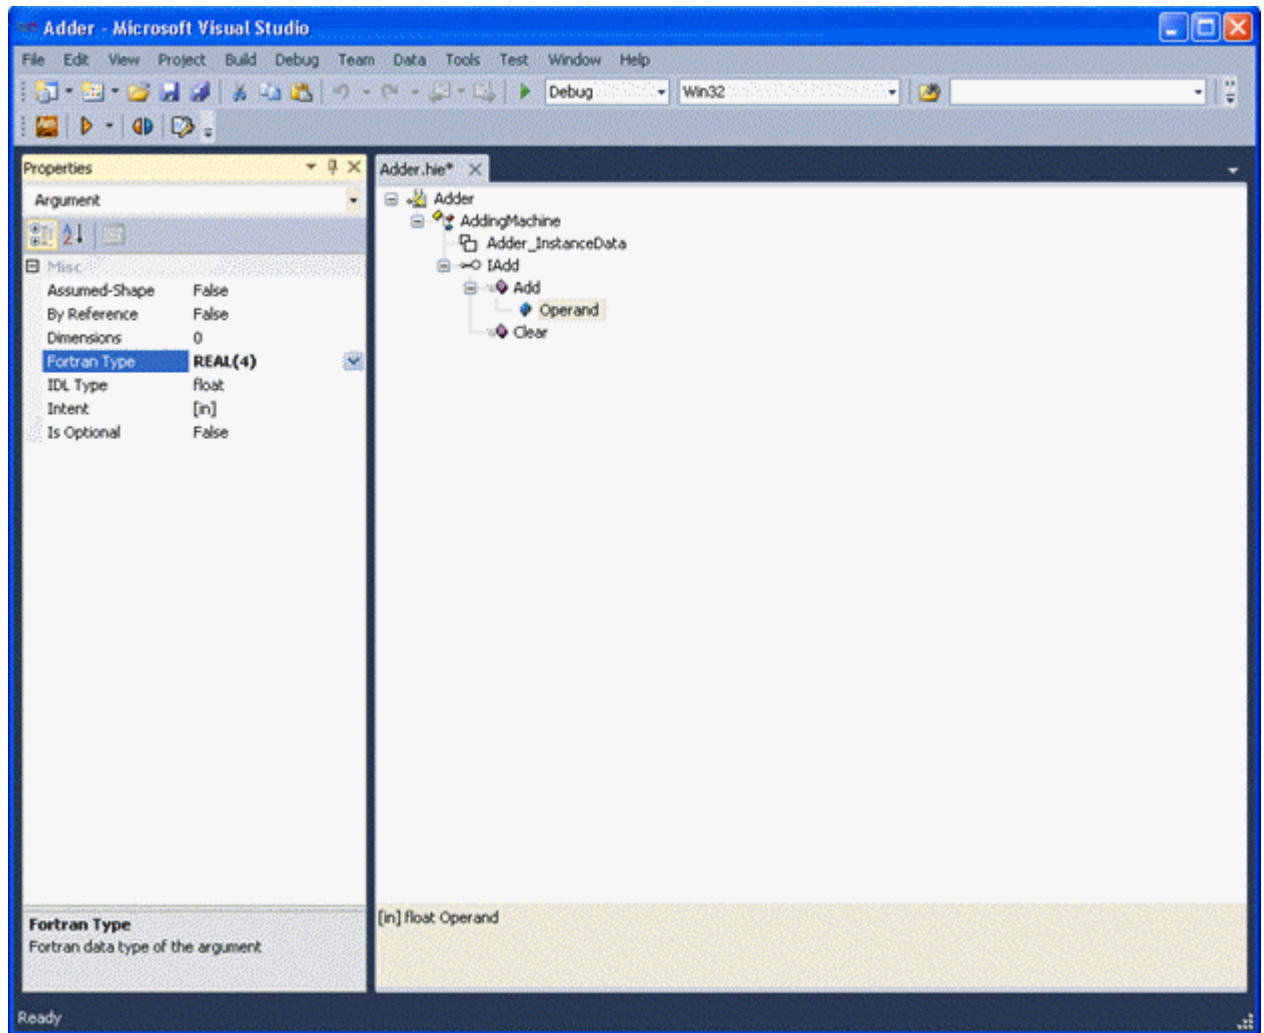 Adder - Microsoft Visual Studio
File Edit View Project Build Debug Team Data Tools Test Window Help
Debug Win32
Properties
Argument
Misc
Assumed-Shape False
By Reference False
Dimensions 0
Fortran Type REAL(4)
IDL Type float
Intent [in]
Is Optional False
Fortran Type
Fortran data type of the argument
Adder.hie*
Adder
AddingMachine
Adder_InstanceData
IAdd
Add
Operand
Clear
[in] float Operand
Ready